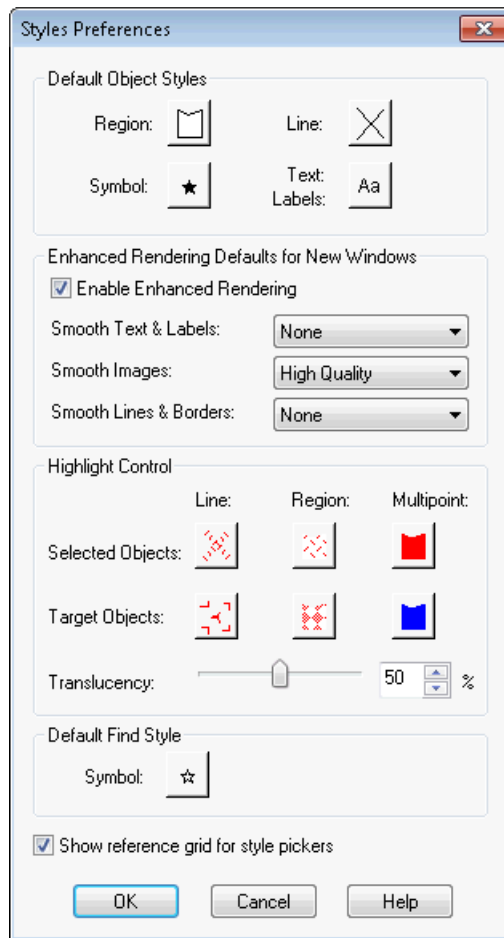 Styles Preferences
Default Object Styles
Region:
Line:
Symbol:
Text:
Labels:
Aa
Enhanced Rendering Defaults for New Windows
Enable Enhanced Rendering
Smooth Text & Labels:
None
Smooth Images:
High Quality
Smooth Lines & Borders:
None
Highlight Control
Line:
Region:
Multipoint:
Selected Objects:
Target Objects:
Translucency:
50
%
Default Find Style
Symbol:
Show reference grid for style pickers
OK
Cancel
Help